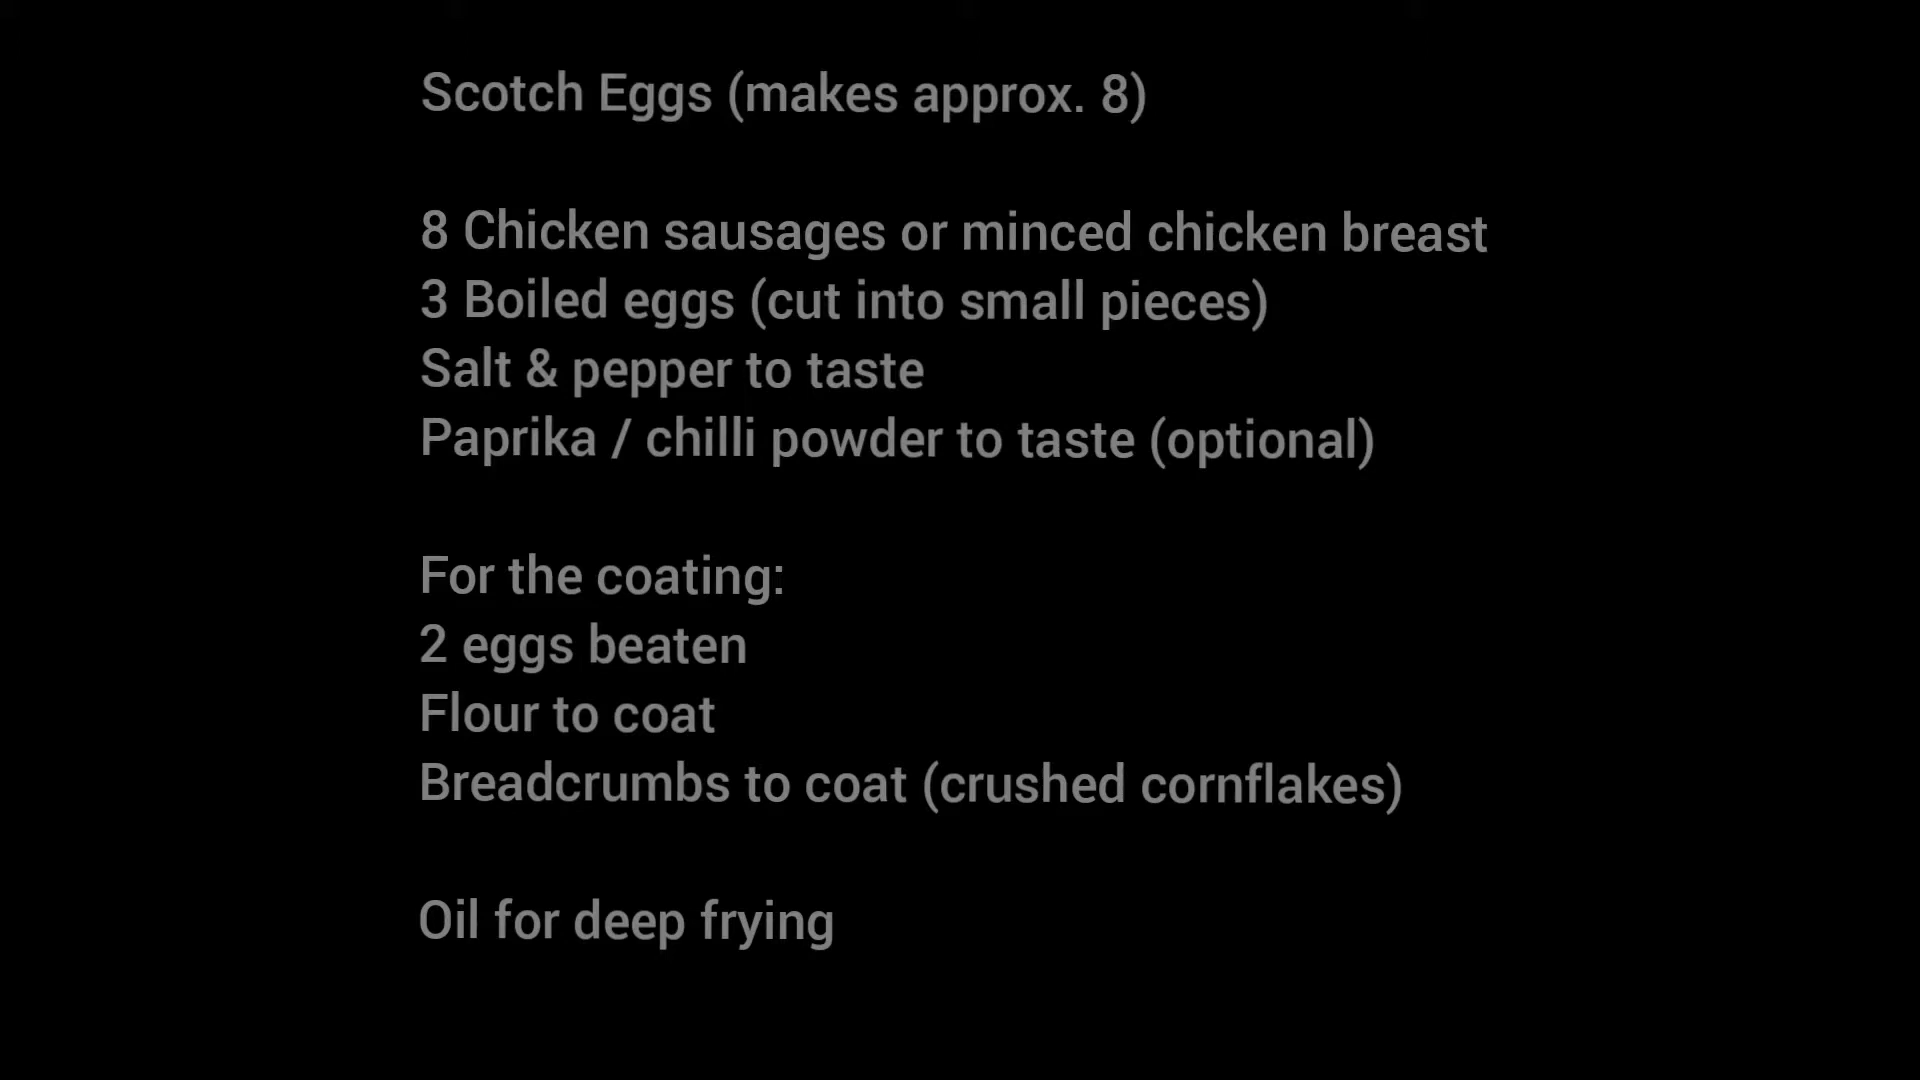 Scotch Eggs (makes approx. 8)
8 Chicken sausages or minced chicken breast
3 Boiled eggs (cut into small pieces)
Salt & pepper to taste
Paprika / chilli powder to taste (optional)
For the coating:
2 eggs beaten
Flour to coat
Breadcrumbs to coat (crushed cornflakes)
Oil for deep frying